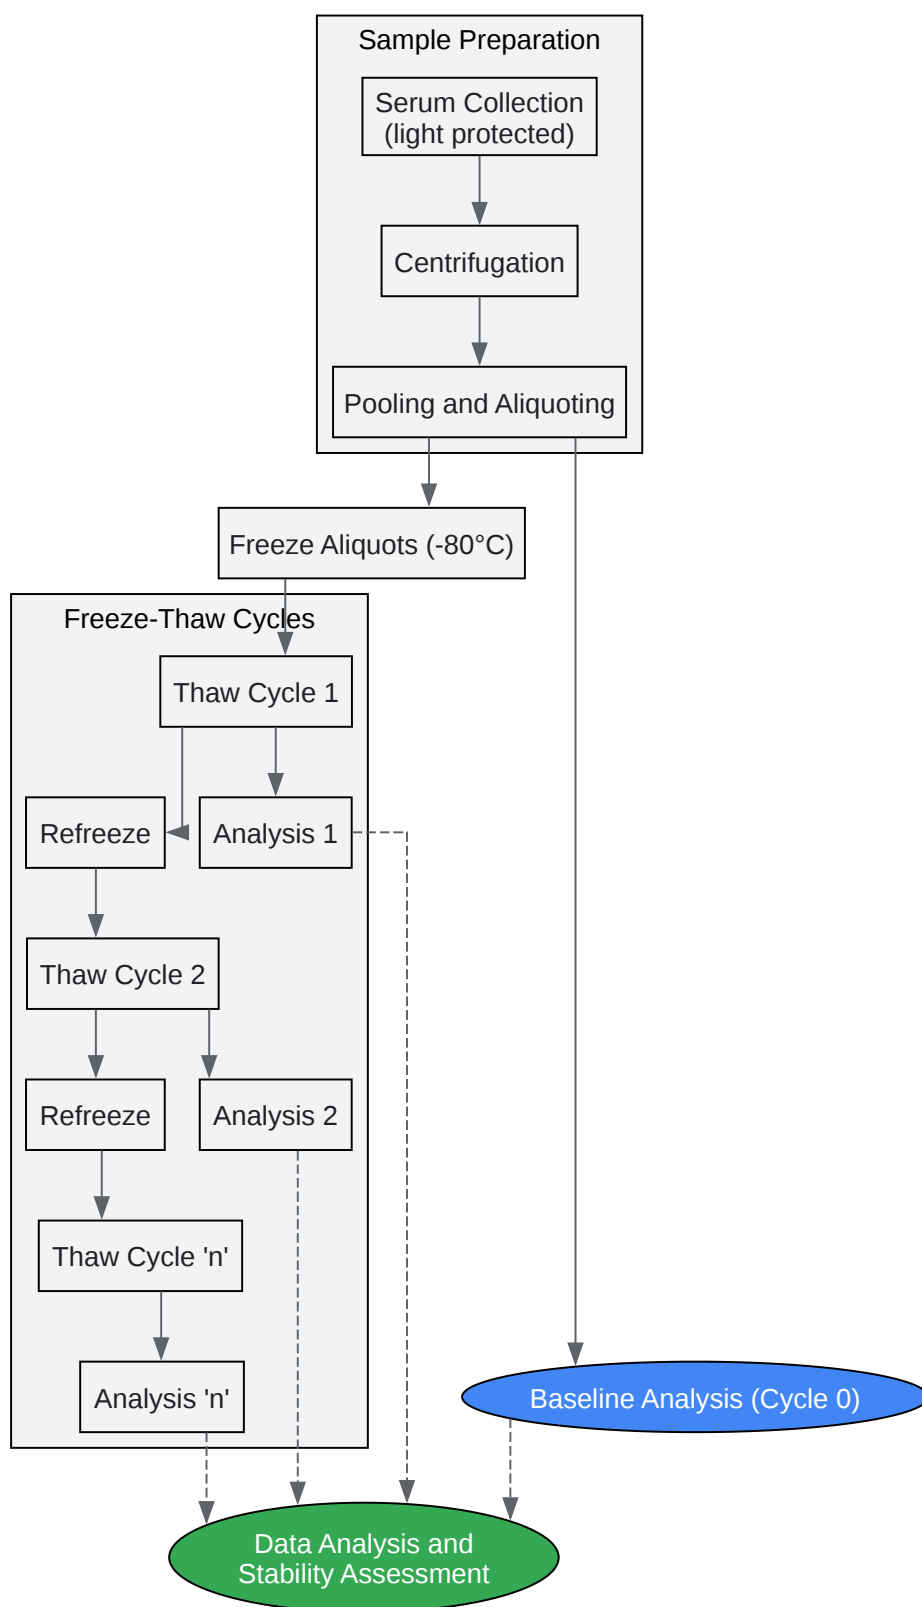 Sample Preparation
Serum Collection
(light protected)
Centrifugation
Pooling and Aliquoting
Freeze Aliquots (-80°C)
Freeze-Thaw Cycles
Thaw Cycle 1
Refreeze
Analysis 1
Thaw Cycle 2
Refreeze
Analysis 2
Thaw Cycle 'n'
Analysis 'n'
Baseline Analysis (Cycle 0)
Data Analysis and
Stability Assessment